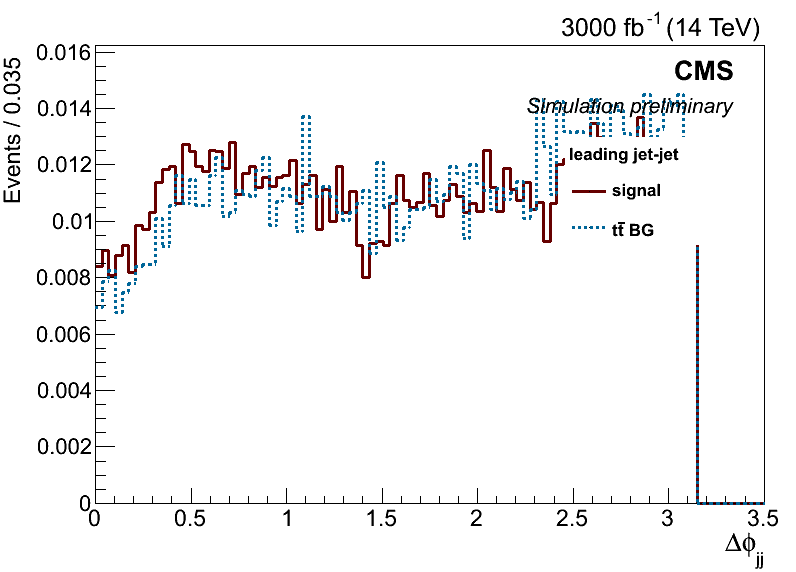 3000 fb⁻¹ (14 TeV)
CMS
Simulation preliminary
leading jet-jet
signal
tt̄ BG
Events / 0.035
0.016
0.014
0.012
0.01
0.008
0.006
0.004
0.002
0
0 0.5 1 1.5 2 2.5 3 3.5
Δϕjj